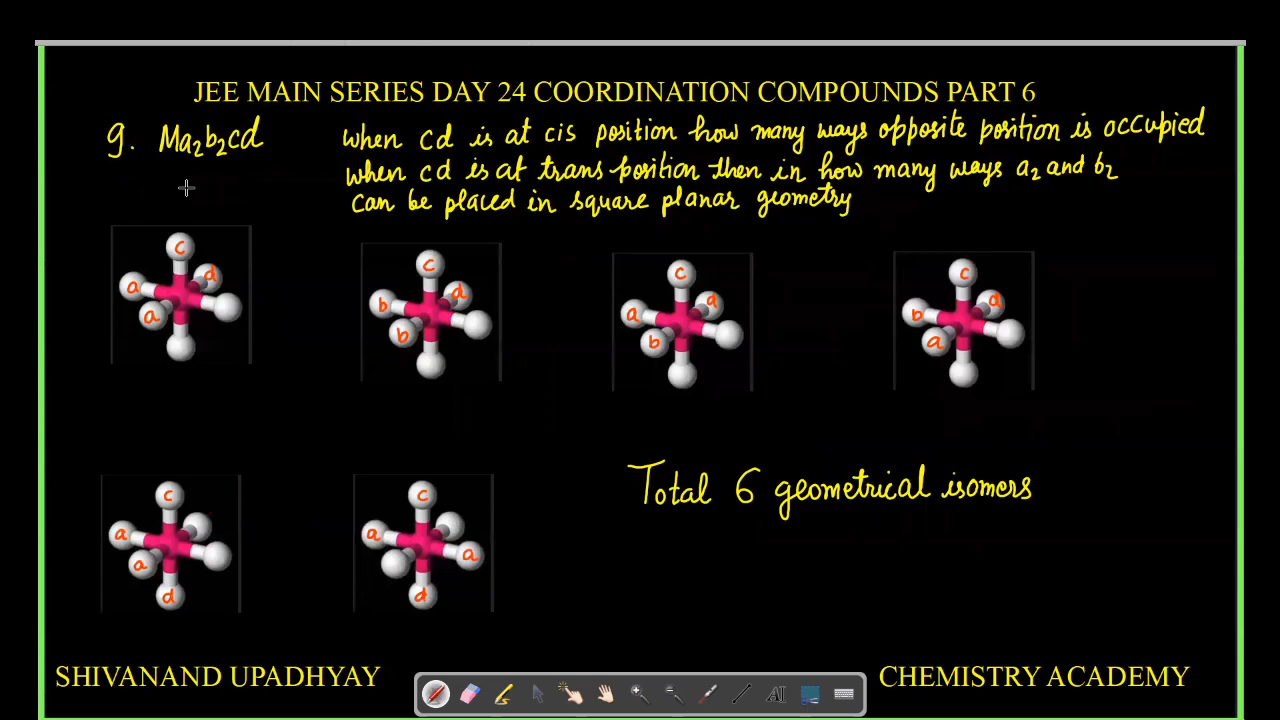 JEE MAIN SERIES DAY 24 COORDINATION COMPOUNDS PART 6
9. Ma₂b₂cd when cd is at cis position how many ways opposite position is occupied
when cd is at trans position then in how many ways a₂ and b₂
can be placed in square planar geometry
c c c c
d d a d
a b a b
a b b a
Total 6 geometrical isomers
c c
a a
a a
d d
SHIVANAND UPADHYAY CHEMISTRY ACADEMY
AI